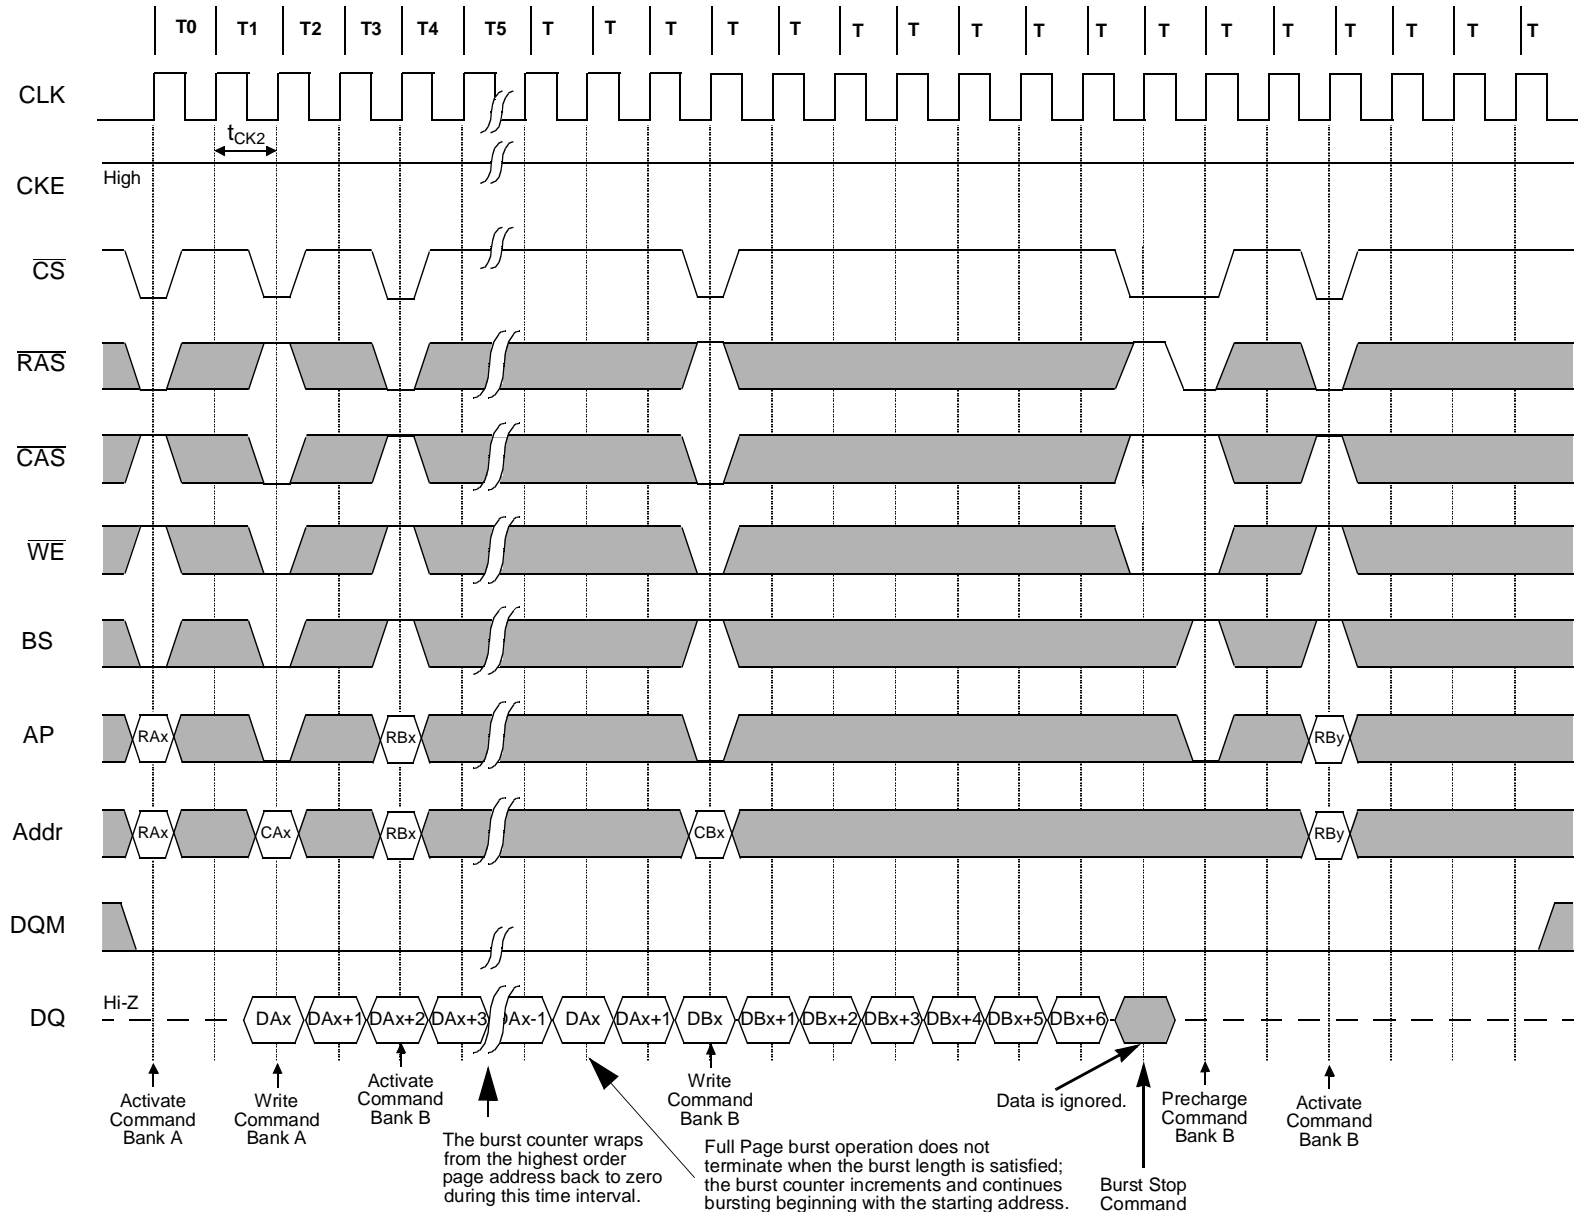 T0 T1 T2 T3 T4 T5 T T T T T T T T T T T T T T T T T
CLK
tCK2
CKE
High
CS
RAS
CAS
WE
BS
AP
RAx RBx RBy
Addr
RAx CAx RBx CBx RBy
DQM
DQ
Hi-Z
DAx DAx+1 DAx+2 DAx+3 DAx-1 DAx DAx+1 DBx DBx+1 DBx+2 DBx+3 DBx+4 DBx+5 DBx+6
Activate
Command
Bank A
Write
Command
Bank A
Activate
Command
Bank B
Write
Command
Bank B
Data is ignored.
Precharge
Command
Bank B
Activate
Command
Bank B
The burst counter wraps
from the highest order
page address back to zero
during this time interval.
Full Page burst operation does not
terminate when the burst length is satisfied;
the burst counter increments and continues
bursting beginning with the starting address.
Burst Stop
Command